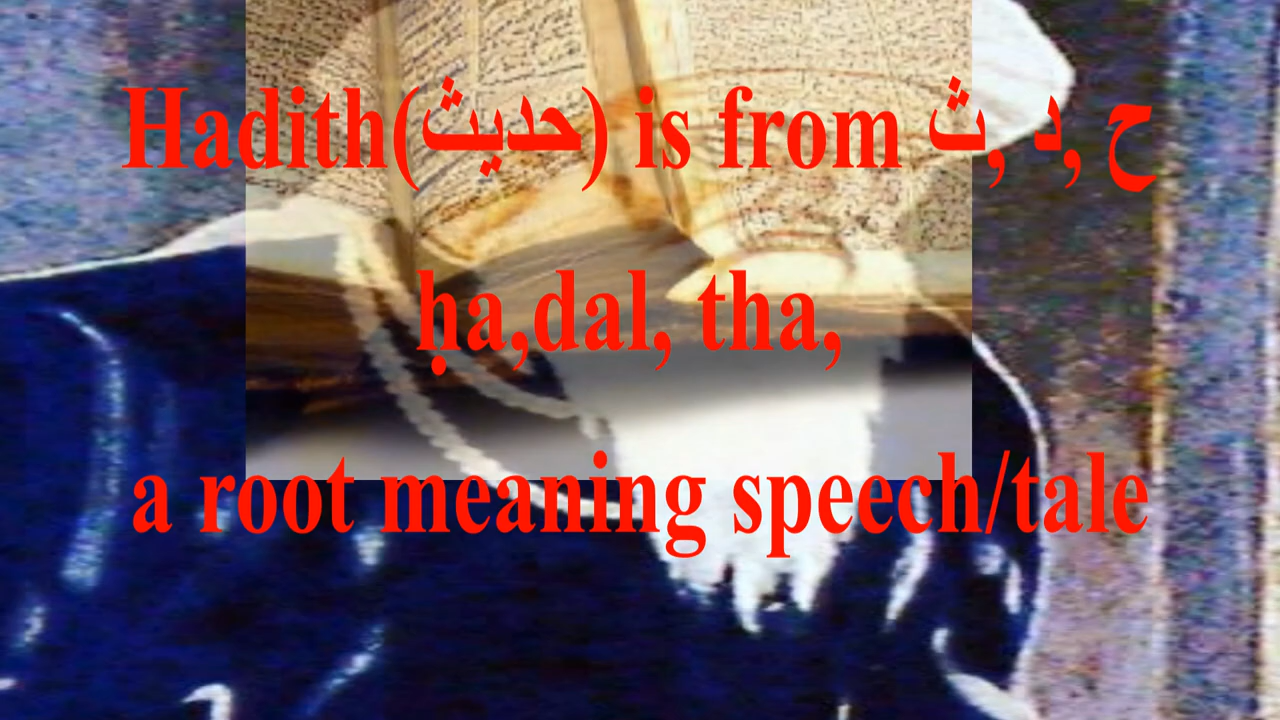 Hadith(حديث) is from ح, د, ث
ḥa,dal, tha,
a root meaning speech/tale